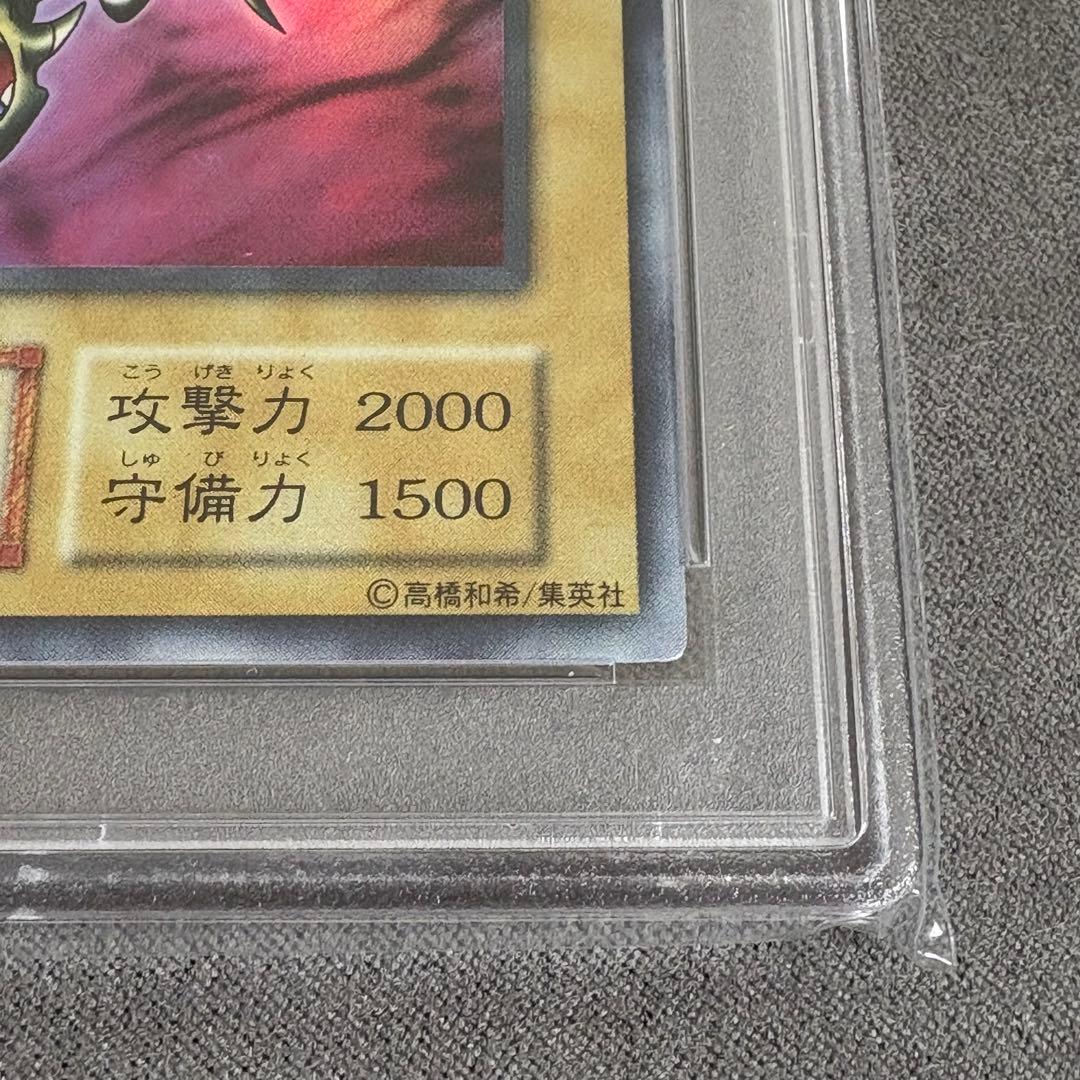 こう げき りょく
攻撃力 2000
しゅ び りょく
守備力 1500
©高橋和希/集英社